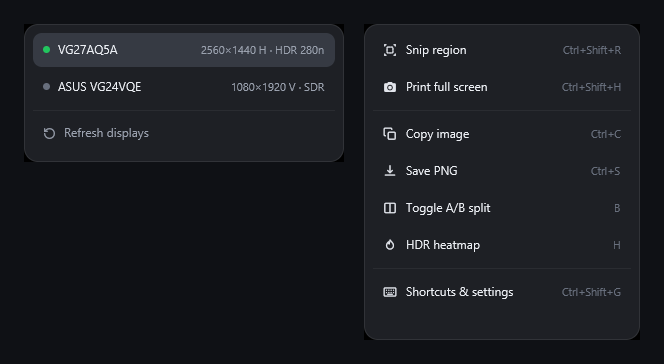 VG27AQ5A 2560×1440 H · HDR 280n
ASUS VG24VQE 1080×1920 V · SDR
Refresh displays
Snip region Ctrl+Shift+R
Print full screen Ctrl+Shift+H
Copy image Ctrl+C
Save PNG Ctrl+S
Toggle A/B split B
HDR heatmap H
Shortcuts & settings Ctrl+Shift+G